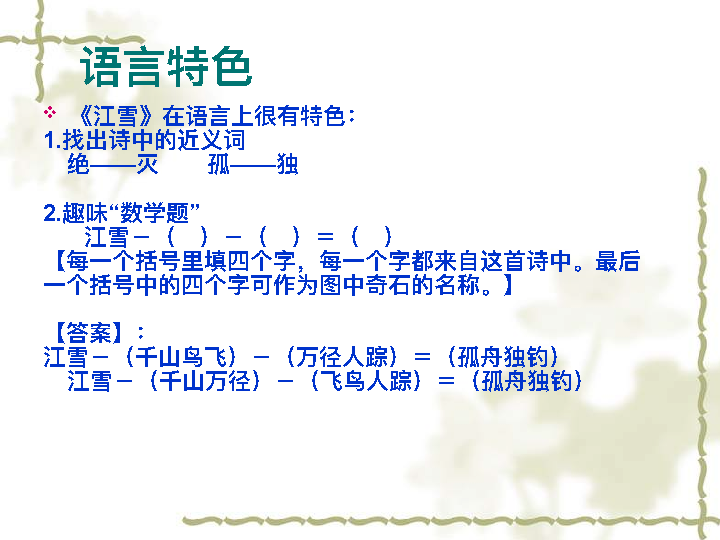 语言特色
《江雪》在语言上很有特色：
1.找出诗中的近义词
绝——灭　　孤——独
2.趣味“数学题”
江雪－（　）－（　）＝（　）
【每一个括号里填四个字，每一个字都来自这首诗中。最后
一个括号中的四个字可作为图中奇石的名称。】
【答案】：
江雪－（千山鸟飞）－（万径人踪）＝（孤舟独钓）
江雪－（千山万径）－（飞鸟人踪）＝（孤舟独钓）